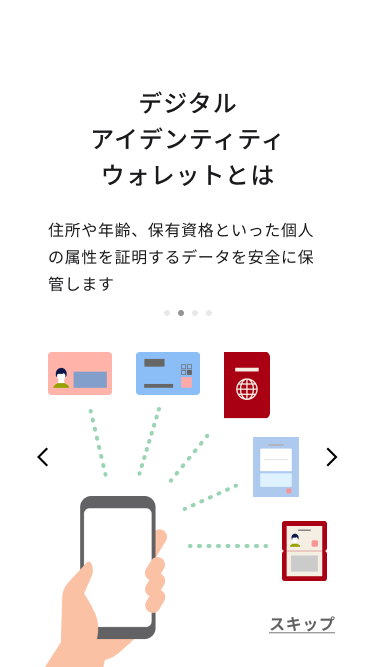 デジタル
アイデンティティ
ウォレットとは
住所や年齢、保有資格といった個人
の属性を証明するデータを安全に保
管します
スキップ